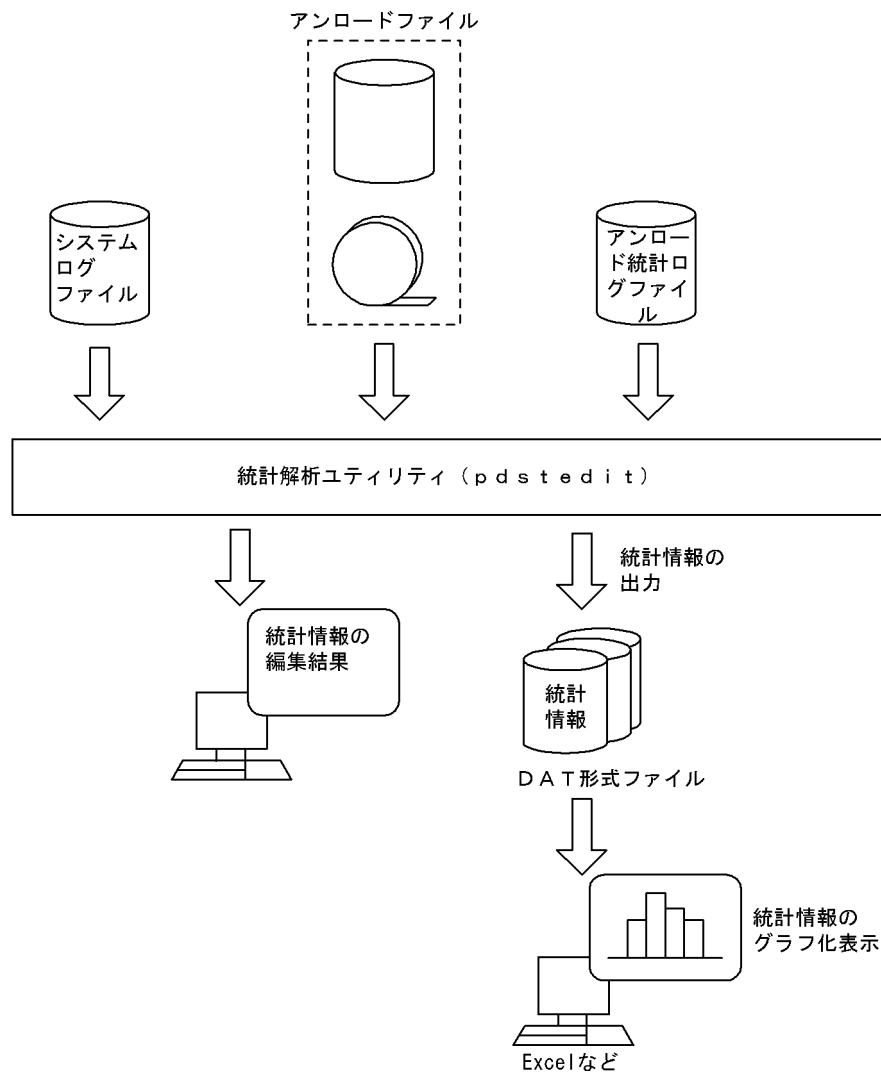 アンロードファイル
システム
ログ
ファイル
アンロー
ド統計ロ
グファイ
ル
統計解析ユティリティ(pdstedit)
統計情報の
出力
統計情報の
編集結果
統計
情報
DAT形式ファイル
統計情報の
グラフ化表示
Excelなど